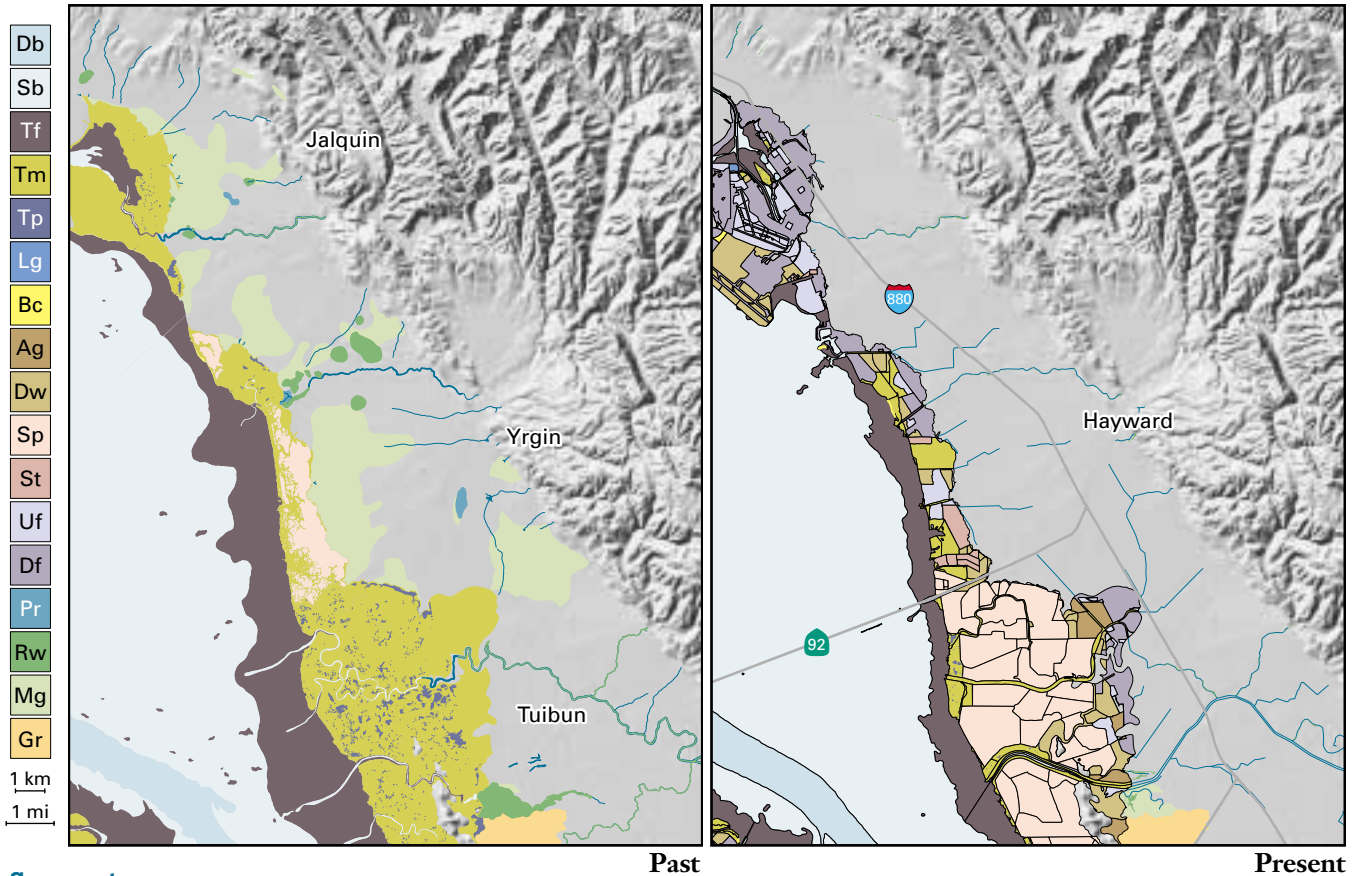 Db
Sb
Tf
Tm
Tp
Lg
Bc
Ag
Dw
Sp
St
Uf
Df
Pr
Rw
Mg
Gr
1 km
1 mi
Jalquin
Yrgin
Tuibun
Past
880
Hayward
92
Present